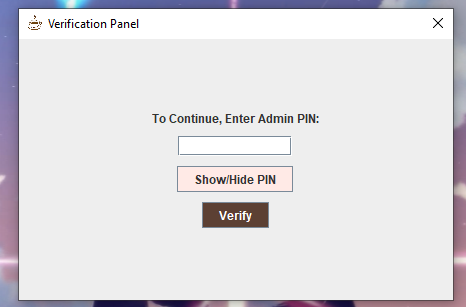 Verification Panel
To Continue, Enter Admin PIN:
Show/Hide PIN
Verify